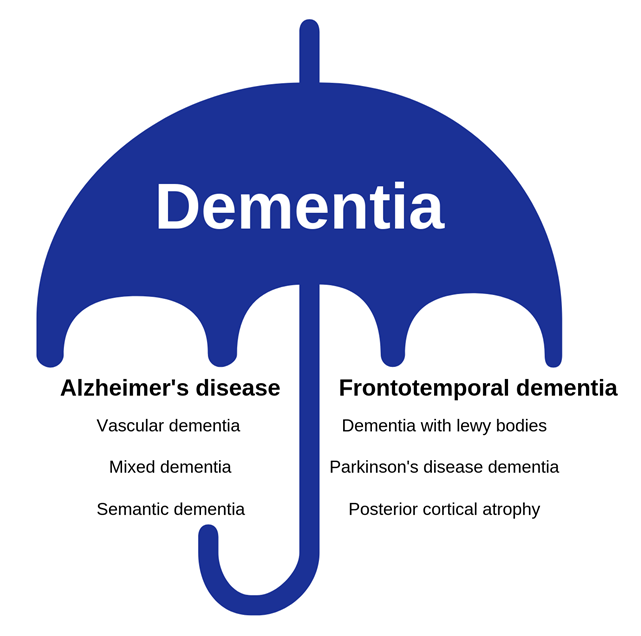 Dementia
Alzheimer's disease
Vascular dementia
Mixed dementia
Semantic dementia
Frontotemporal dementia
Dementia with lewy bodies
Parkinson's disease dementia
Posterior cortical atrophy